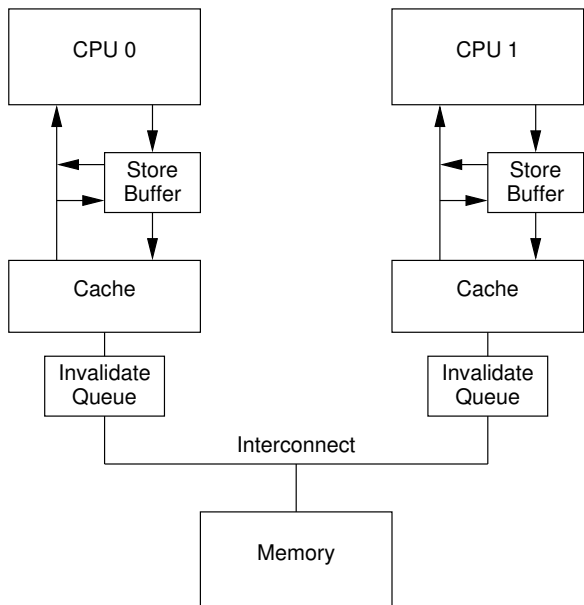 CPU 0
CPU 1
Store
Buffer
Store
Buffer
Cache
Cache
Invalidate
Queue
Invalidate
Queue
Interconnect
Memory